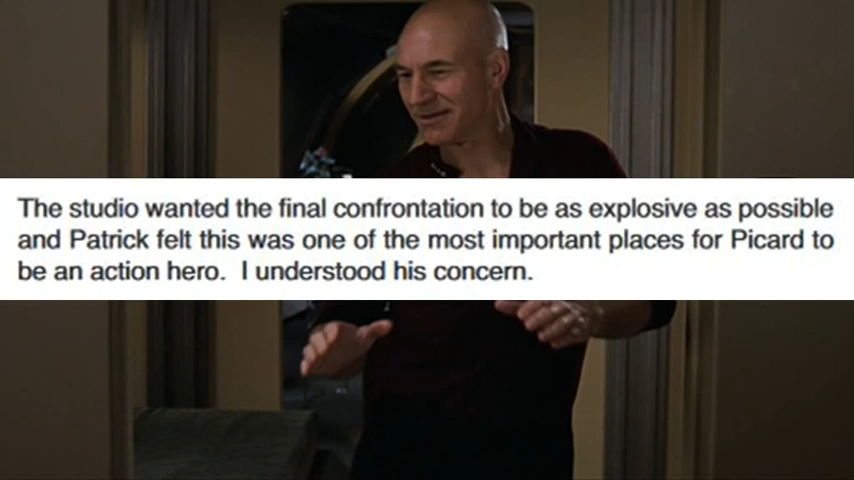 The studio wanted the final confrontation to be as explosive as possible
and Patrick felt this was one of the most important places for Picard to
be an action hero.  I understood his concern.